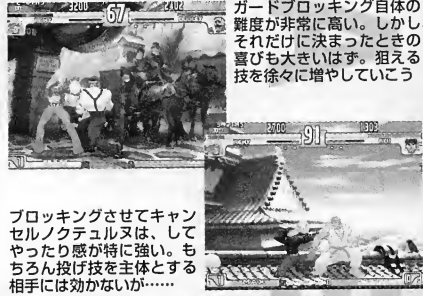 3200
67
2402
ガードブロッキング自体の
難度が非常に高い。しかし、
それだけに決まったときの
喜びも大きいはず。狙える
技を徐々に増やしていこう
2700
91
1303
ブロッキングさせてキャン
セルノクテュルヌは、して
やったり感が特に強い。も
ちろん投げ技を主体とする
相手には効かないが……